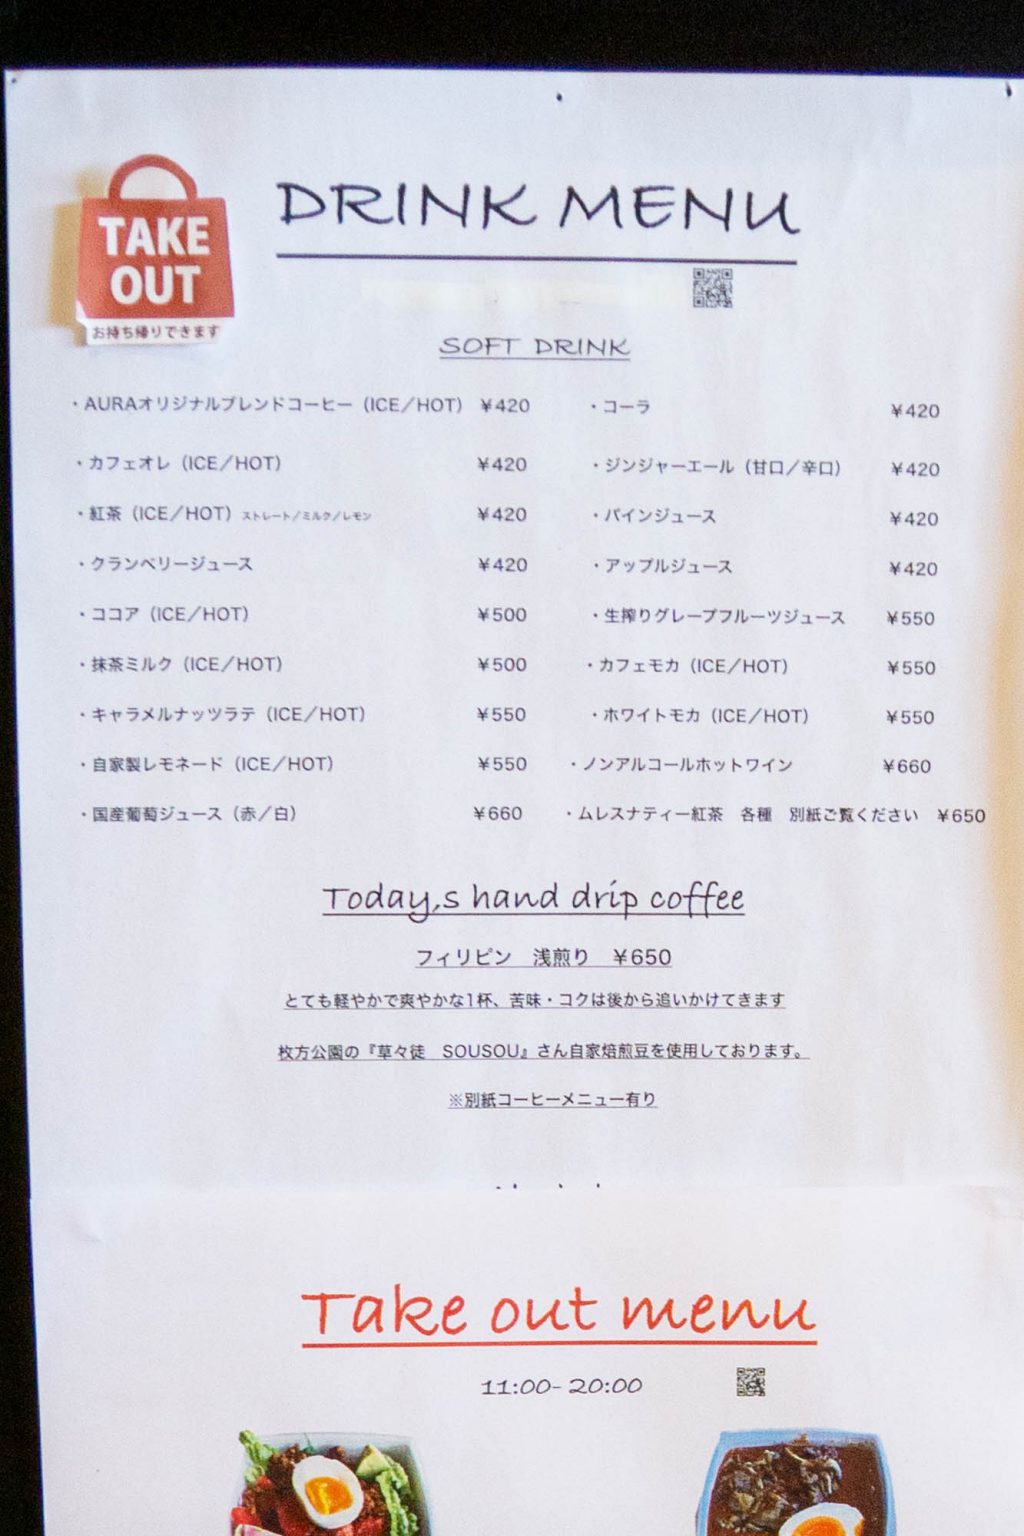 TAKE
OUT
お持ち帰りできます
DRINK MENU
SOFT DRINK
・AURAオリジナルブレンドコーヒー（ICE／HOT） ¥420
・カフェオレ（ICE／HOT） ¥420
・紅茶（ICE／HOT）ストレート／ミルク／レモン ¥420
・クランベリージュース ¥420
・ココア（ICE／HOT） ¥500
・抹茶ミルク（ICE／HOT） ¥500
・キャラメルナッツラテ（ICE／HOT） ¥550
・自家製レモネード（ICE／HOT） ¥550
・国産葡萄ジュース（赤／白） ¥660
・コーラ ¥420
・ジンジャーエール（甘口／辛口） ¥420
・パインジュース ¥420
・アップルジュース ¥420
・生搾りグレープフルーツジュース ¥550
・カフェモカ（ICE／HOT） ¥550
・ホワイトモカ（ICE／HOT） ¥550
・ノンアルコールホットワイン ¥660
・ムレスナティー紅茶　各種　別紙ご覧ください　¥650
Today,s hand drip coffee
フィリピン　浅煎り　¥650
とても軽やかで爽やかな1杯、苦味・コクは後から追いかけてきます
枚方公園の『草々徒　SOUSOU』さん自家焙煎豆を使用しております。
※別紙コーヒーメニュー有り
Take out menu
11:00- 20:00